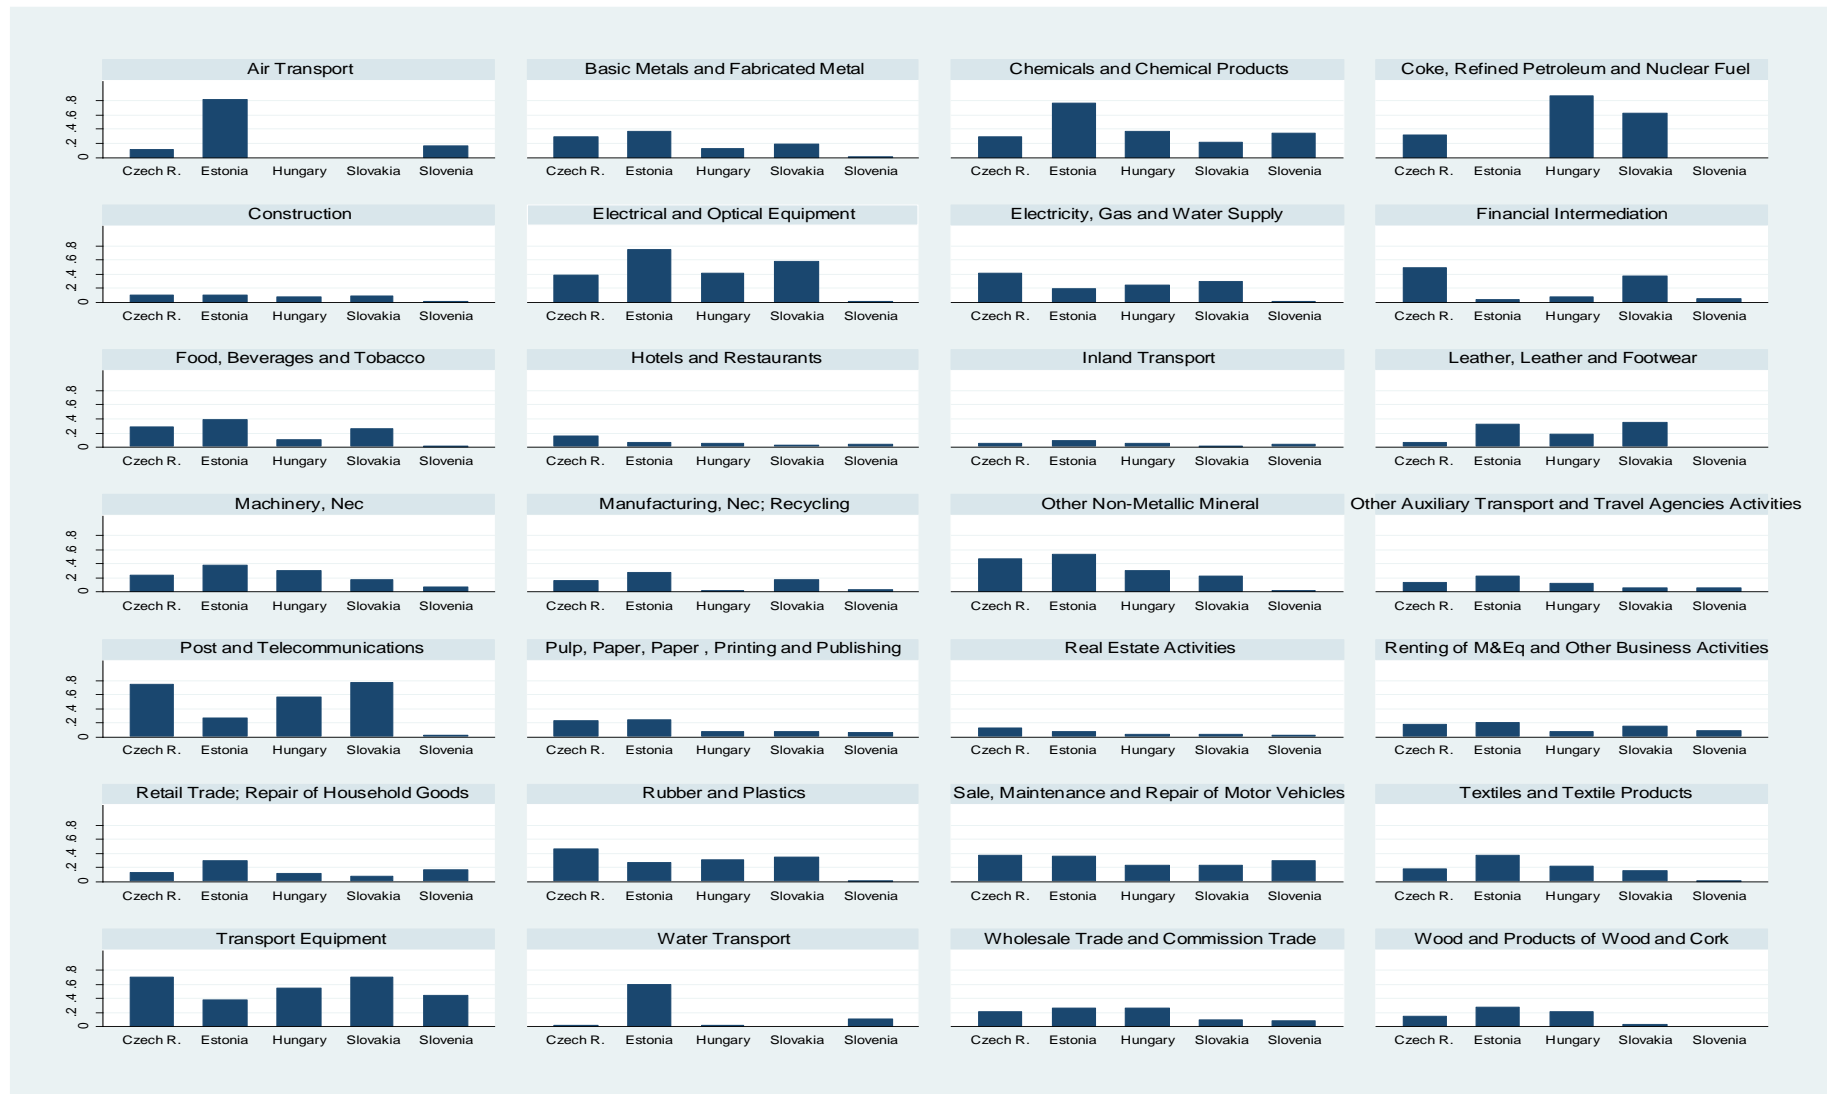 Air Transport
Basic Metals and Fabricated Metal
Chemicals and Chemical Products
Coke, Refined Petroleum and Nuclear Fuel
0 .2 .4 .6 .8
Czech R. Estonia Hungary Slovakia Slovenia
Czech R. Estonia Hungary Slovakia Slovenia
Czech R. Estonia Hungary Slovakia Slovenia
Czech R. Estonia Hungary Slovakia Slovenia
Construction
Electrical and Optical Equipment
Electricity, Gas and Water Supply
Financial Intermediation
0 .2 .4 .6 .8
Czech R. Estonia Hungary Slovakia Slovenia
Czech R. Estonia Hungary Slovakia Slovenia
Czech R. Estonia Hungary Slovakia Slovenia
Czech R. Estonia Hungary Slovakia Slovenia
Food, Beverages and Tobacco
Hotels and Restaurants
Inland Transport
Leather, Leather and Footwear
0 .2 .4 .6 .8
Czech R. Estonia Hungary Slovakia Slovenia
Czech R. Estonia Hungary Slovakia Slovenia
Czech R. Estonia Hungary Slovakia Slovenia
Czech R. Estonia Hungary Slovakia Slovenia
Machinery, Nec
Manufacturing, Nec; Recycling
Other Non-Metallic Mineral
Other Auxiliary Transport and Travel Agencies Activities
0 .2 .4 .6 .8
Czech R. Estonia Hungary Slovakia Slovenia
Czech R. Estonia Hungary Slovakia Slovenia
Czech R. Estonia Hungary Slovakia Slovenia
Czech R. Estonia Hungary Slovakia Slovenia
Post and Telecommunications
Pulp, Paper, Paper , Printing and Publishing
Real Estate Activities
Renting of M&Eq and Other Business Activities
0 .2 .4 .6 .8
Czech R. Estonia Hungary Slovakia Slovenia
Czech R. Estonia Hungary Slovakia Slovenia
Czech R. Estonia Hungary Slovakia Slovenia
Czech R. Estonia Hungary Slovakia Slovenia
Retail Trade; Repair of Household Goods
Rubber and Plastics
Sale, Maintenance and Repair of Motor Vehicles
Textiles and Textile Products
0 .2 .4 .6 .8
Czech R. Estonia Hungary Slovakia Slovenia
Czech R. Estonia Hungary Slovakia Slovenia
Czech R. Estonia Hungary Slovakia Slovenia
Czech R. Estonia Hungary Slovakia Slovenia
Transport Equipment
Water Transport
Wholesale Trade and Commission Trade
Wood and Products of Wood and Cork
0 .2 .4 .6 .8
Czech R. Estonia Hungary Slovakia Slovenia
Czech R. Estonia Hungary Slovakia Slovenia
Czech R. Estonia Hungary Slovakia Slovenia
Czech R. Estonia Hungary Slovakia Slovenia